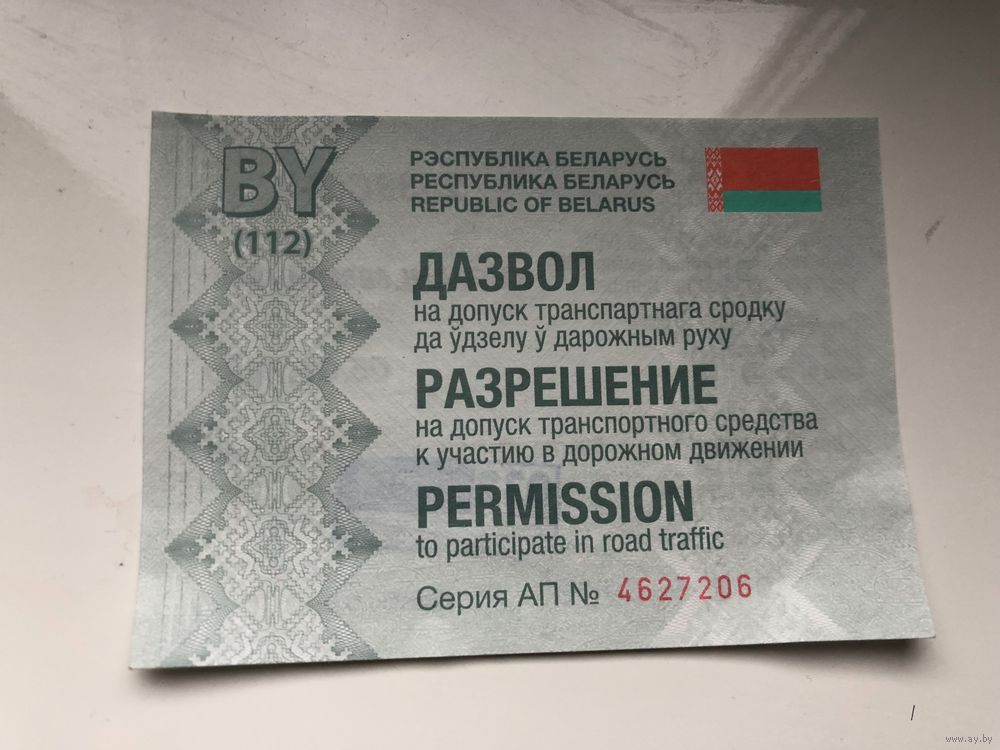 BY
(112)
РЭСПУБЛІКА БЕЛАРУСЬ
РЕСПУБЛИКА БЕЛАРУСЬ
REPUBLIC OF BELARUS
ДАЗВОЛ
на допуск транспартнага сродку
да ўдзелу ў дарожным руху
РАЗРЕШЕНИЕ
на допуск транспортного средства
к участию в дорожном движении
PERMISSION
to participate in road traffic
Серия АП № 4627206
www.ay.by